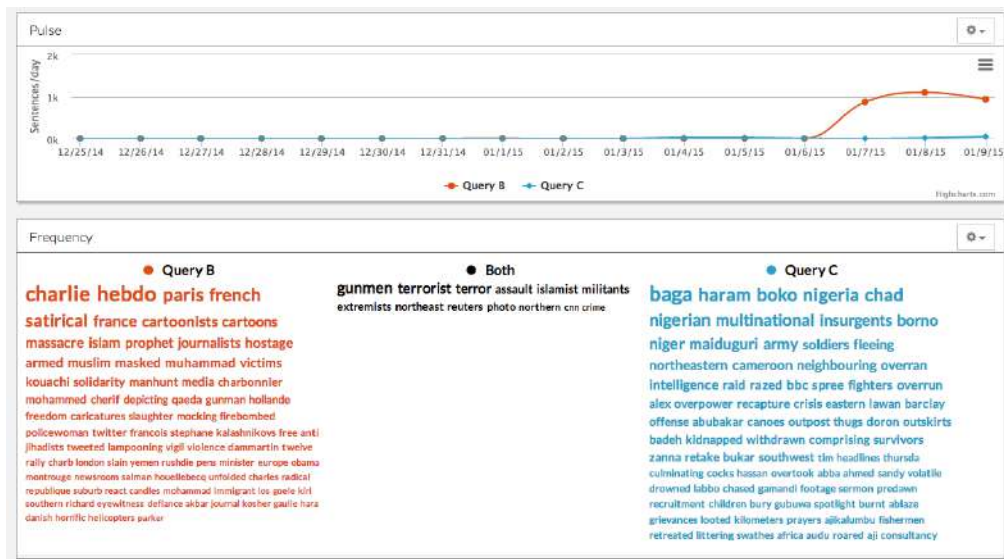 Pulse
2k
1k
0k
Sentences/day
12/25/14 12/26/14 12/27/14 12/28/14 12/29/14 12/30/14 12/31/14 01/1/15 01/2/15 01/3/15 01/4/15 01/5/15 01/6/15 01/7/15 01/8/15 01/9/15
Query B Query C
Highcharts.com
Frequency
Query B
charlie hebdo paris french
satirical france cartoonists cartoons
massacre islam prophet journalists hostage
armed muslim masked muhammad victims
kouachi solidarity manhunt media charbonnier
mohammed cherif depicting qaeda gunman hollande
freedom caricatures slaughter mocking firebombed
policewoman twitter francois stephane kalashnikovs free anti
jihadists tweeted lampooning vigil violence dammartin twelve
rally charb london slain yemen rushdie pens minister europe obama
montrouge newsroom salman houellebecq unfolded charles radical
republique suburb react candles mohammad immigrant los goele kiri
southern richard eyewitness defiance akbar journal kosher gaulle hara
danish horrific helicopters parker
Both
gunmen terrorist terror assault islamist militants
extremists northeast reuters photo northern cnn crime
Query C
baga haram boko nigeria chad
nigerian multinational insurgents borno
niger maiduguri army soldiers fleeing
northeastern cameroon neighbouring overran
intelligence raid razed bbc spree fighters overrun
alex overpower recapture crisis eastern lawan barclay
offense abubakar canoes outpost thugs doron outskirts
badeh kidnapped withdrawn comprising survivors
zanna retake bukar southwest tim headlines thursda
culminating cocks hassan overtook abba ahmed sandy volatile
drowned labbo chased gamandi footage sermon predawn
recruitment children bury gubuwa spotlight burnt ablaze
grievances looted kilometers prayers ajikalumbu fishermen
retreated littering swathes africa audu roared aji consultancy